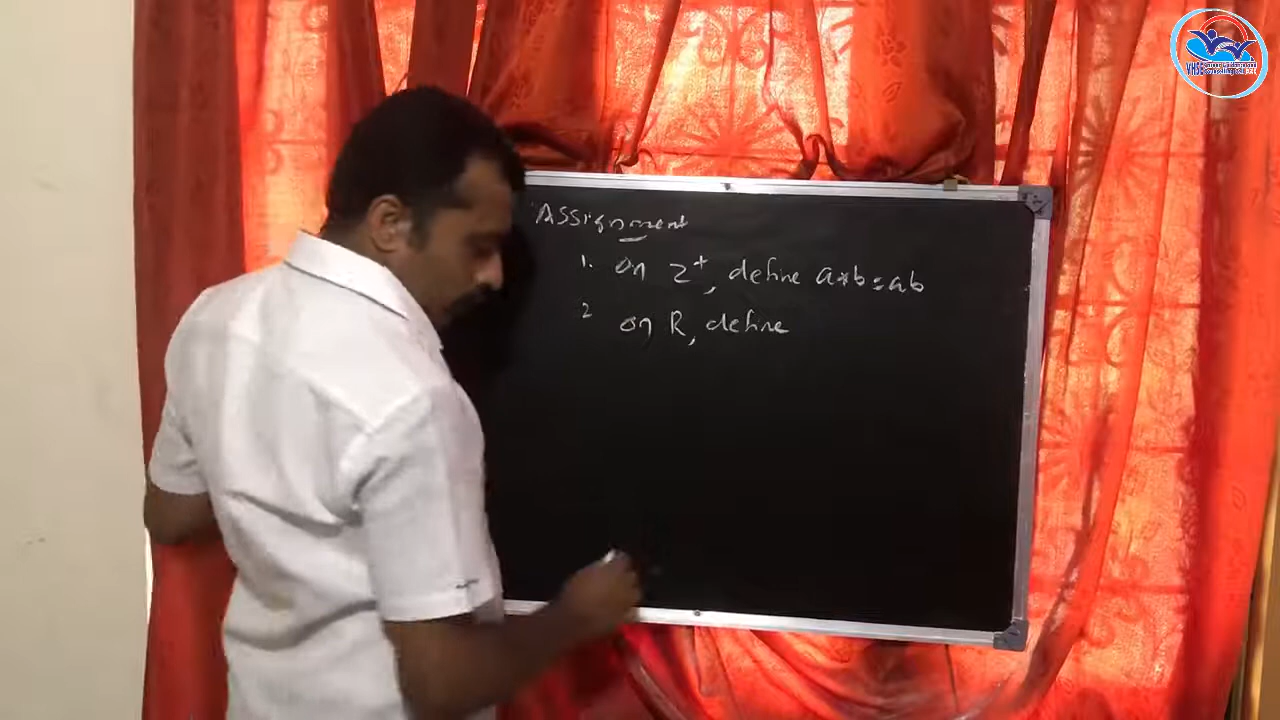 Assignment
1. on Z⁺, define a*b=ab
2 on R, define